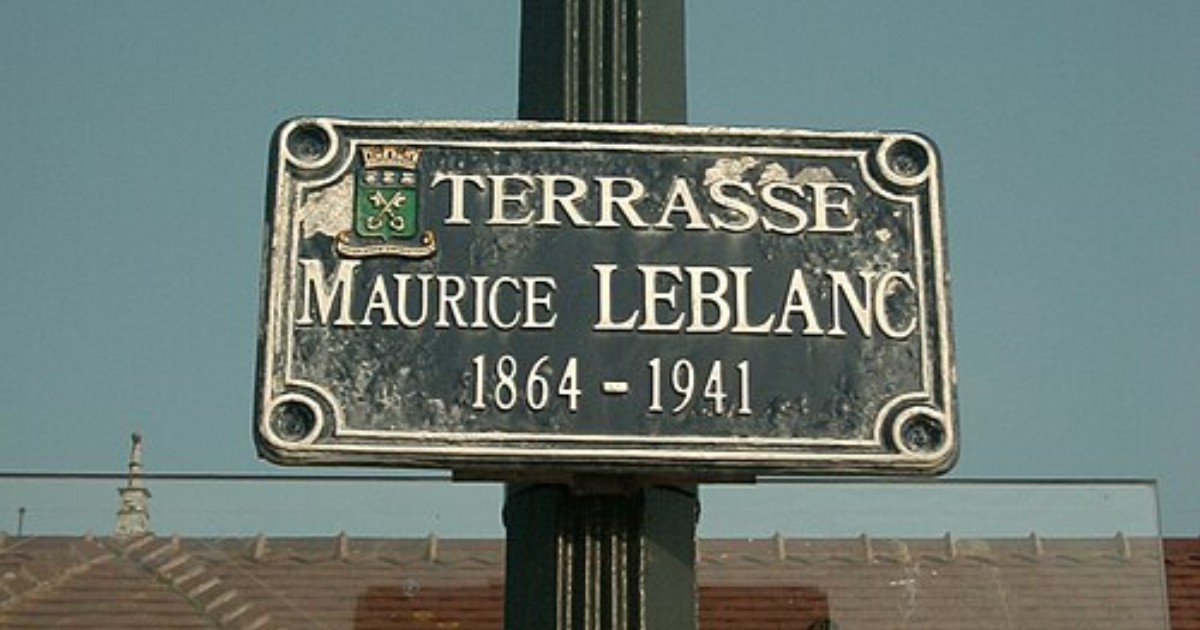 TERRASSE
MAURICE LEBLANC
1864 - 1941